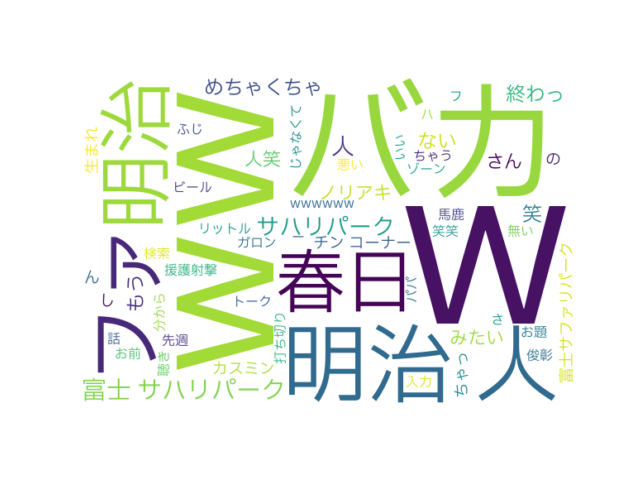 めちゃくちゃ
バカ
終わっ
フ
ハ
明治
WWW
生まれ
ふじ
じゃなくて
人
ない
ちゃう
さん
の
人笑
悪い
ゾーン
ビール
ノリアキ
wwwwww
W
馬鹿
笑
リットル
サハリパーク
笑笑
無い
ファ
もう
検索
ガロン
ー
チン
コーナー
援護射撃
春日
ん
し
トーク
パパ
富士サファリパーク
分から
打ち切り
さ
お題
話
お前
先週
明治
人
みたい
俊彰
聴き
カスミン
ちゃっ
入力
富士
サハリパーク